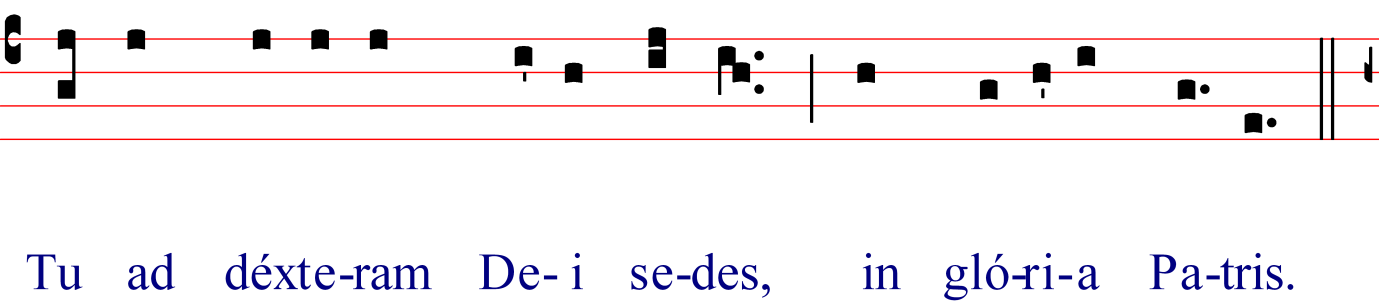 Tu ad déxte-ram De- i se-des, in gló-ri-a Pa-tris.